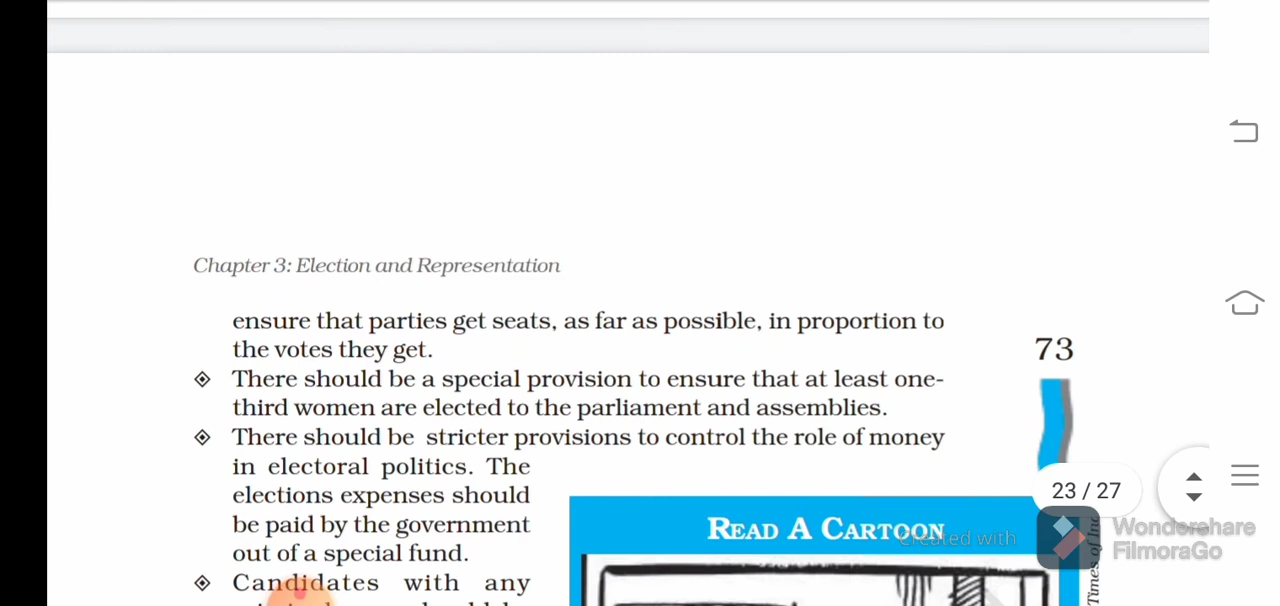 Chapter 3: Election and Representation
ensure that parties get seats, as far as possible, in proportion to
the votes they get.
73
There should be a special provision to ensure that at least one-
third women are elected to the parliament and assemblies.
There should be stricter provisions to control the role of money
in electoral politics. The
elections expenses should
be paid by the government
out of a special fund.
Candidates with any
23 / 27
READ A CARTOON
Created with
Wondershare
FilmoraGo
Times of